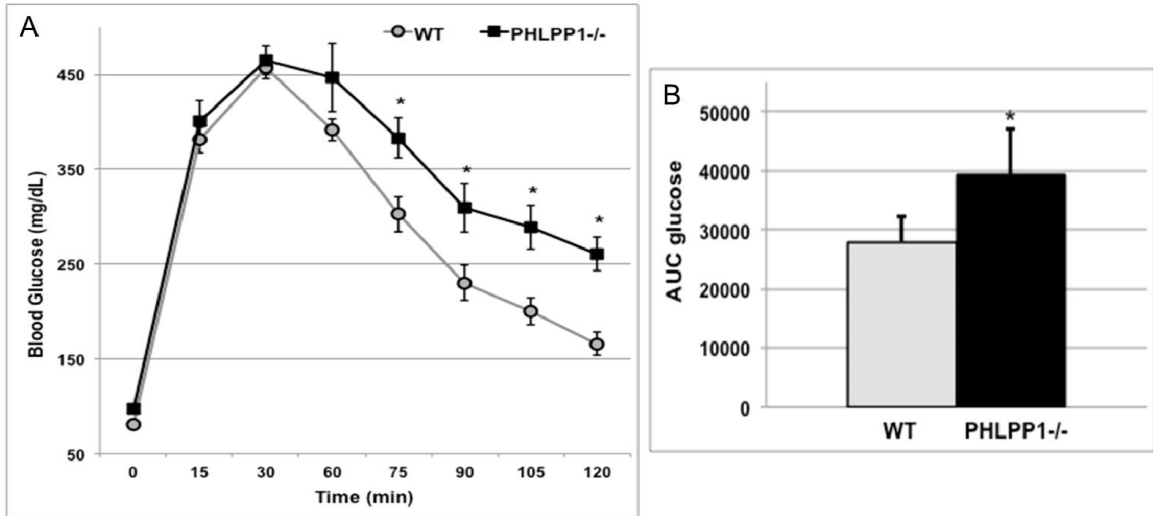 A
WT
PHLPP1-/-
Blood Glucose (mg/dL)
450
*
350
*
*
*
250
150
50
0 15 30 60 75 90 105 120
Time (min)
B
AUC glucose
50000
*
40000
30000
20000
10000
0
WT PHLPP1-/-